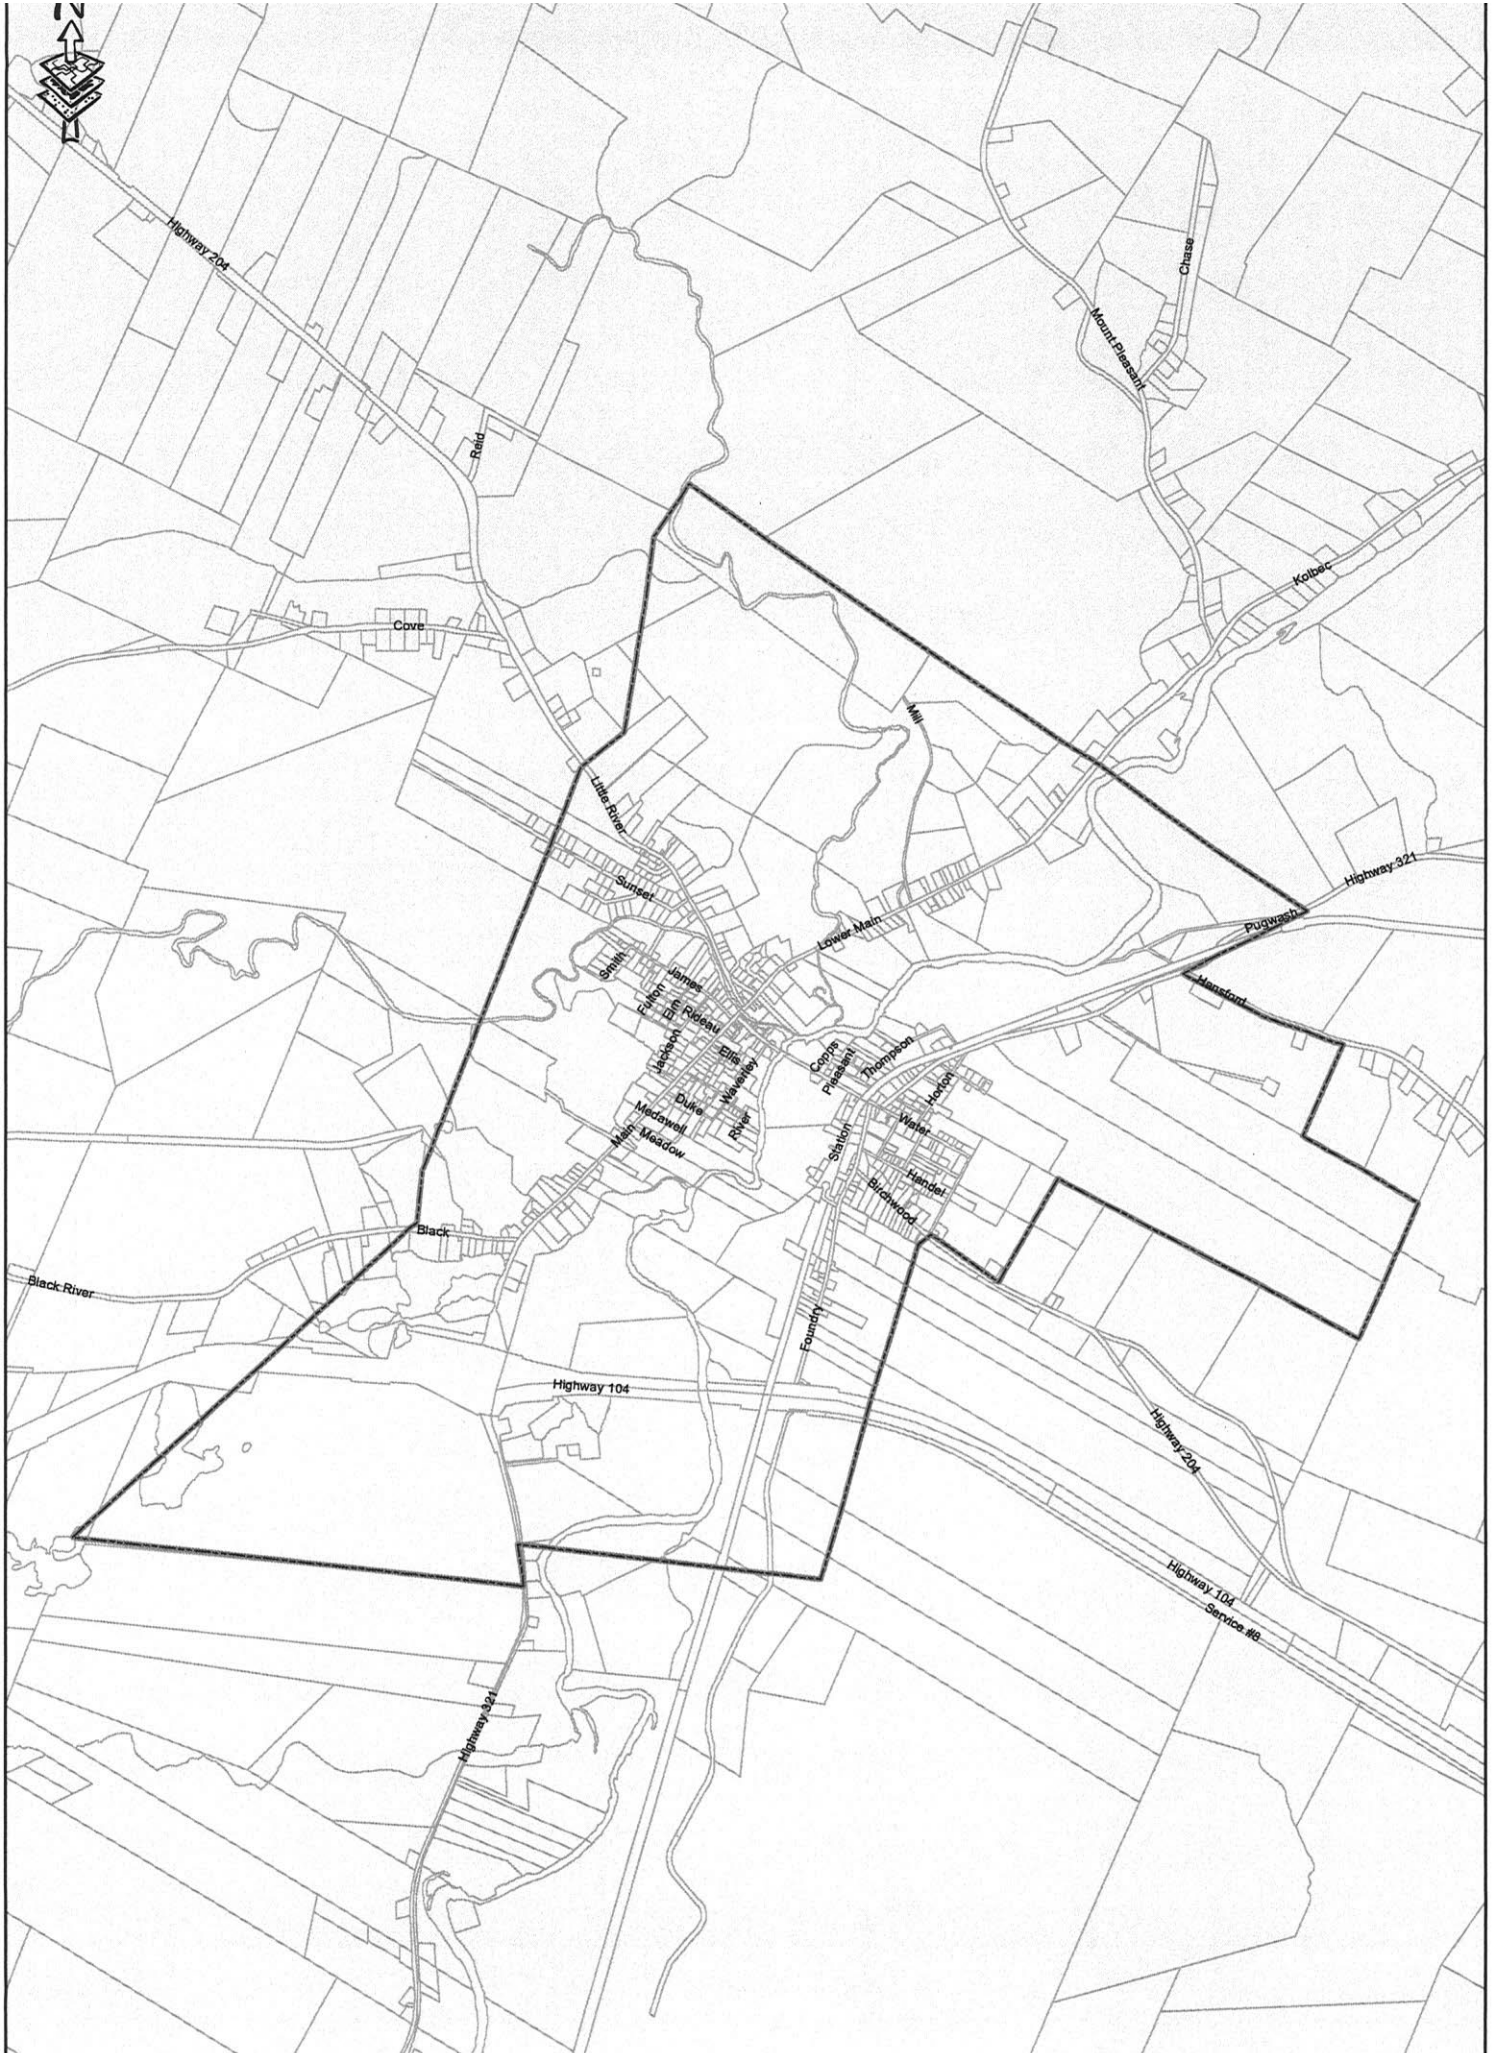 N
Highway 204
Chase
Mount Pleasant
Reid
Kolbec
Cove
Mill
Little River
Highway 321
Sunset
Pugwash
Lower Main
Smith
James
Hansford
Fulton
Elm
Rideau
Jackson
Ellis
Copps
Thompson
Pleasant
Waverley
Horton
Duke
Medawell
River
Water
Main
Meadow
Station
Handel
Birchwood
Black
Black River
Foundry
Highway 104
Highway 204
Highway 104
Service #8
Highway 321